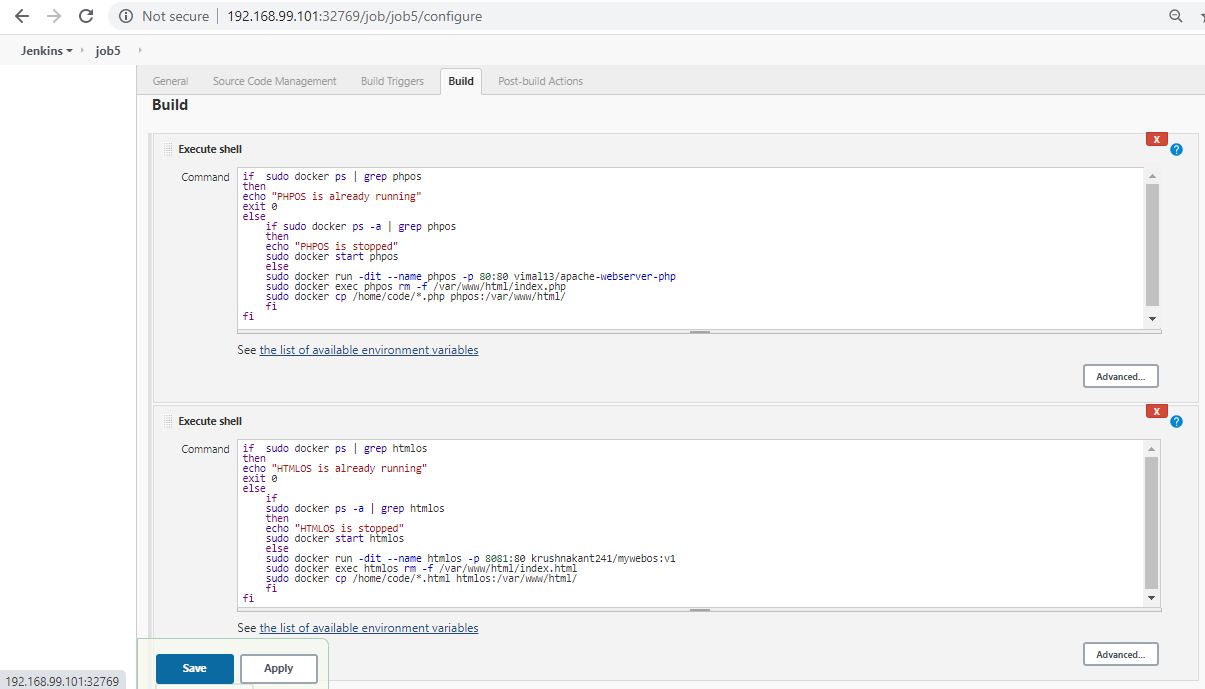 Not secure | 192.168.99.101:32769/job/job5/configure
Jenkins job5
General Source Code Management Build Triggers Build Post-build Actions
Build
X
Execute shell
?
Command
if  sudo docker ps | grep phpos
then
echo "PHPOS is already running"
exit 0
else
    if sudo docker ps -a | grep phpos
    then
    echo "PHPOS is stopped"
    sudo docker start phpos
    else
    sudo docker run -dit --name phpos -p 80:80 vimal13/apache-webserver-php
    sudo docker exec phpos rm -f /var/www/html/index.php
    sudo docker cp /home/code/*.php phpos:/var/www/html/
    fi
fi
See the list of available environment variables
Advanced...
X
Execute shell
?
Command
if  sudo docker ps | grep htmlos
then
echo "HTMLOS is already running"
exit 0
else
    if
    sudo docker ps -a | grep htmlos
    then
    echo "HTMLOS is stopped"
    sudo docker start htmlos
    else
    sudo docker run -dit --name htmlos -p 8081:80 krushnakant241/mywebos:v1
    sudo docker exec htmlos rm -f /var/www/html/index.html
    sudo docker cp /home/code/*.html htmlos:/var/www/html/
    fi
fi
See the list of available environment variables
Advanced...
Save Apply
192.168.99.101:32769